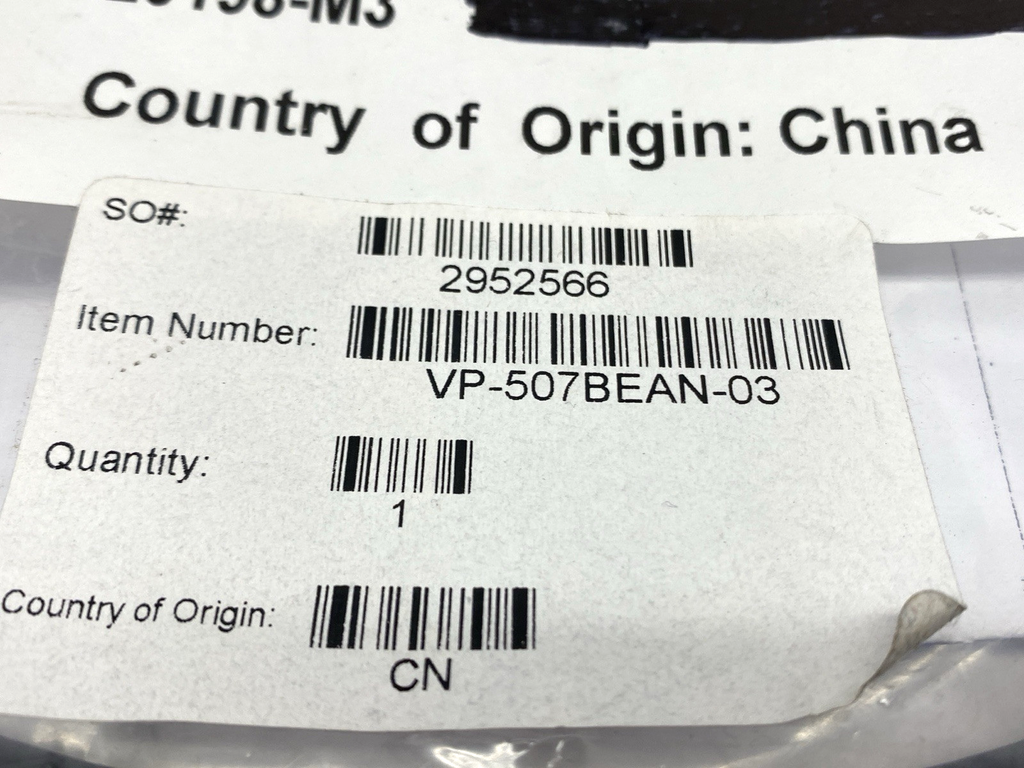 Country of Origin: China
SO#:
2952566
Item Number:
VP-507BEAN-03
Quantity:
1
Country of Origin:
CN